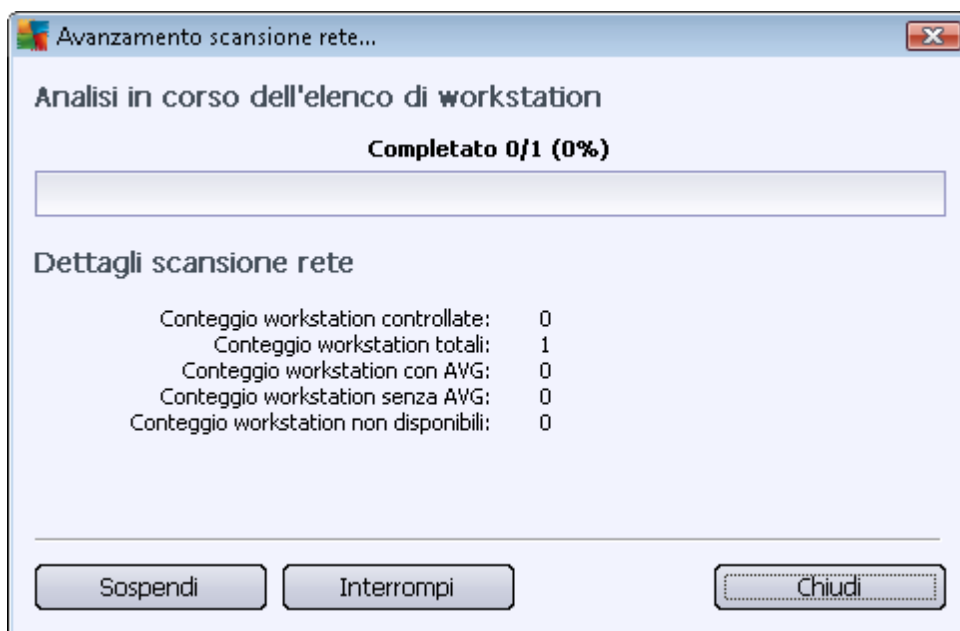 Avanzamento scansione rete...
Analisi in corso dell'elenco di workstation
Completato 0/1 (0%)
Dettagli scansione rete
Conteggio workstation controllate: 0
Conteggio workstation totali: 1
Conteggio workstation con AVG: 0
Conteggio workstation senza AVG: 0
Conteggio workstation non disponibili: 0
Sospendi Interrompi Chiudi